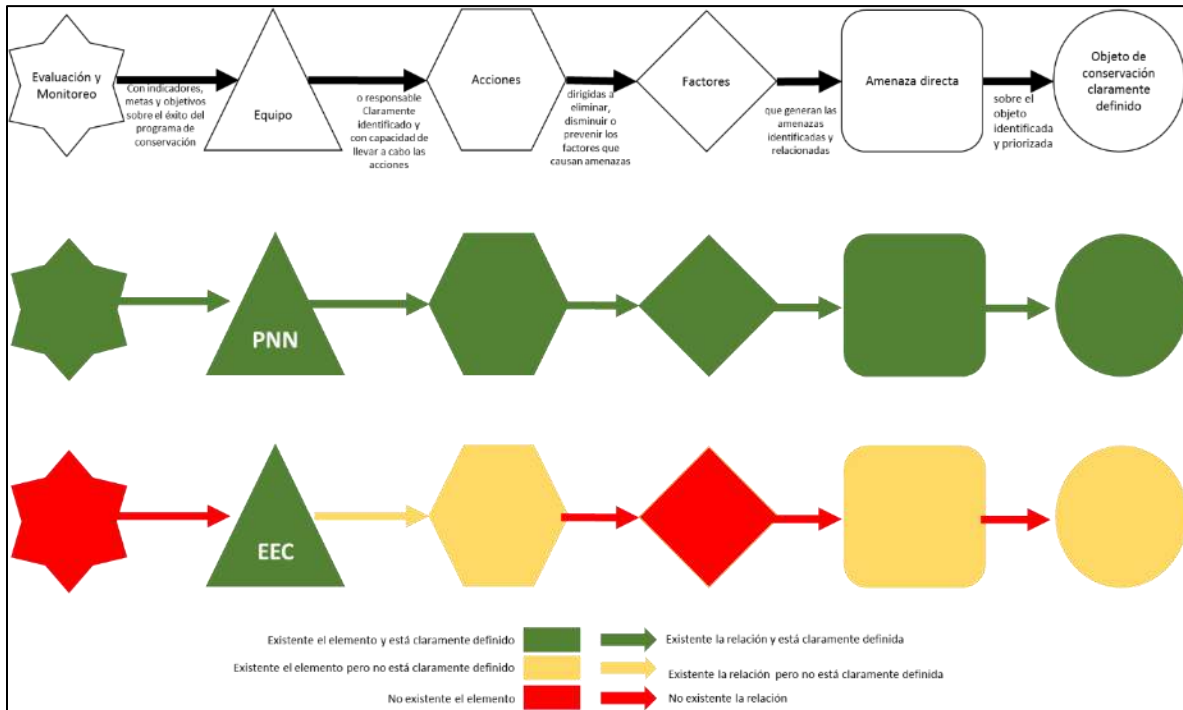 Evaluación y
Monitoreo
Con indicadores,
metas y objetivos
sobre el éxito del
programa de
conservación
Equipo
o responsable
Claramente
identificado y
con capacidad de
llevar a cabo las
acciones
Acciones
dirigidas a
eliminar,
disminuir o
prevenir los
factores que
causan amenazas
Factores
que generan las
amenazas
identificadas y
relacionadas
Amenaza directa
sobre el
objeto
identificada
y priorizada
Objeto de
conservación
claramente
definido
PNN
EEC
Existente el elemento y está claramente definido
Existente la relación y está claramente definida
Existente el elemento pero no está claramente definido
Existente la relación pero no está claramente definida
No existente el elemento
No existente la relación